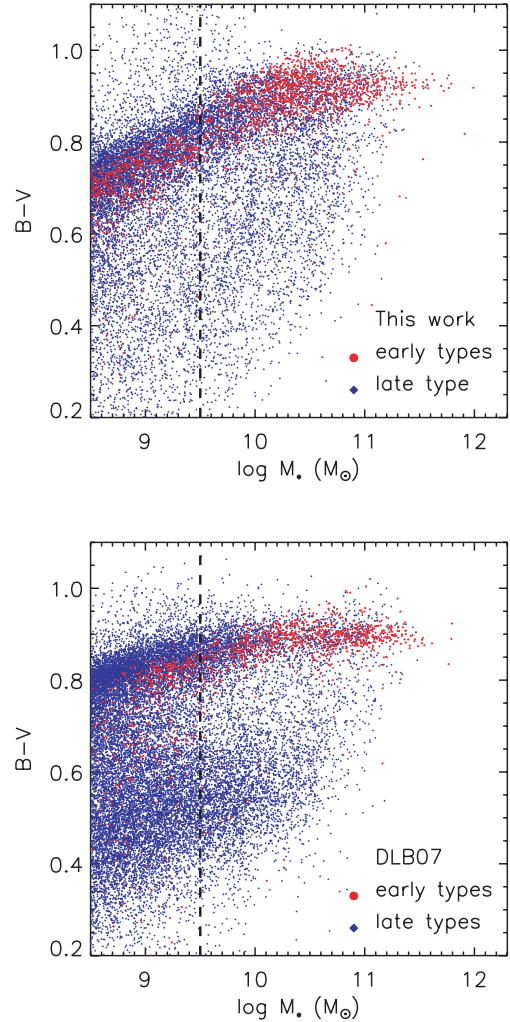 1.0
0.8
0.6
0.4
0.2
B−V
This work
early types
late type
9 10 11 12
log M* (M⊙)
1.0
0.8
0.6
0.4
0.2
B−V
DLB07
early types
late types
9 10 11 12
log M* (M⊙)